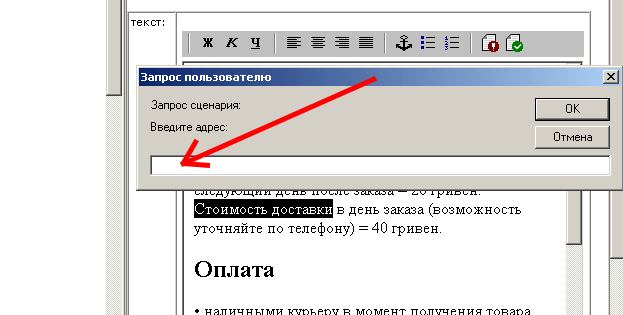 текст:
Ж К Ч
Запрос пользователю
Запрос сценария:
OK
Введите адрес:
Отмена
следующий день после заказа – 20 гривен.
Стоимость доставки в день заказа (возможность
уточняйте по телефону) = 40 гривен.
Оплата
• наличными курьеру в момент получения товара